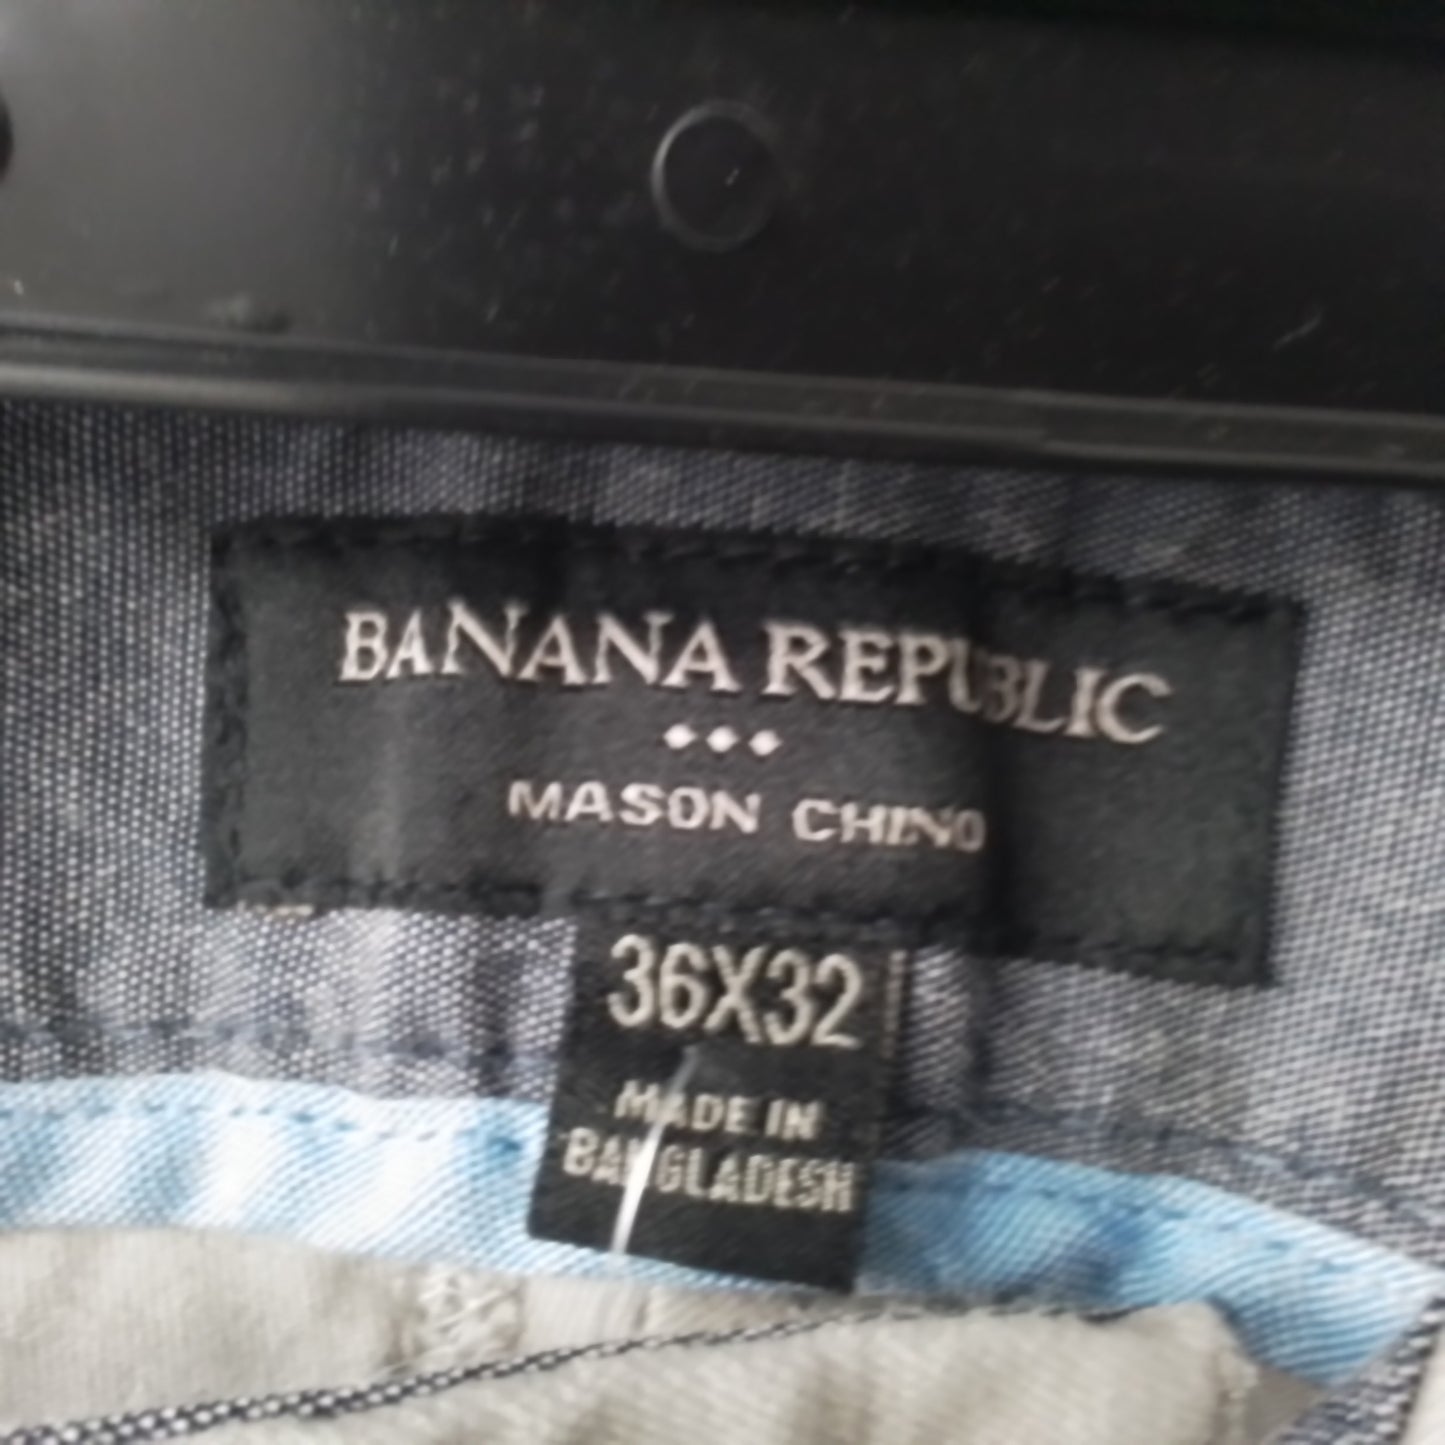 BANANA REPUBLIC
MASON CHINO
36X32
MADE IN
BANGLADESH